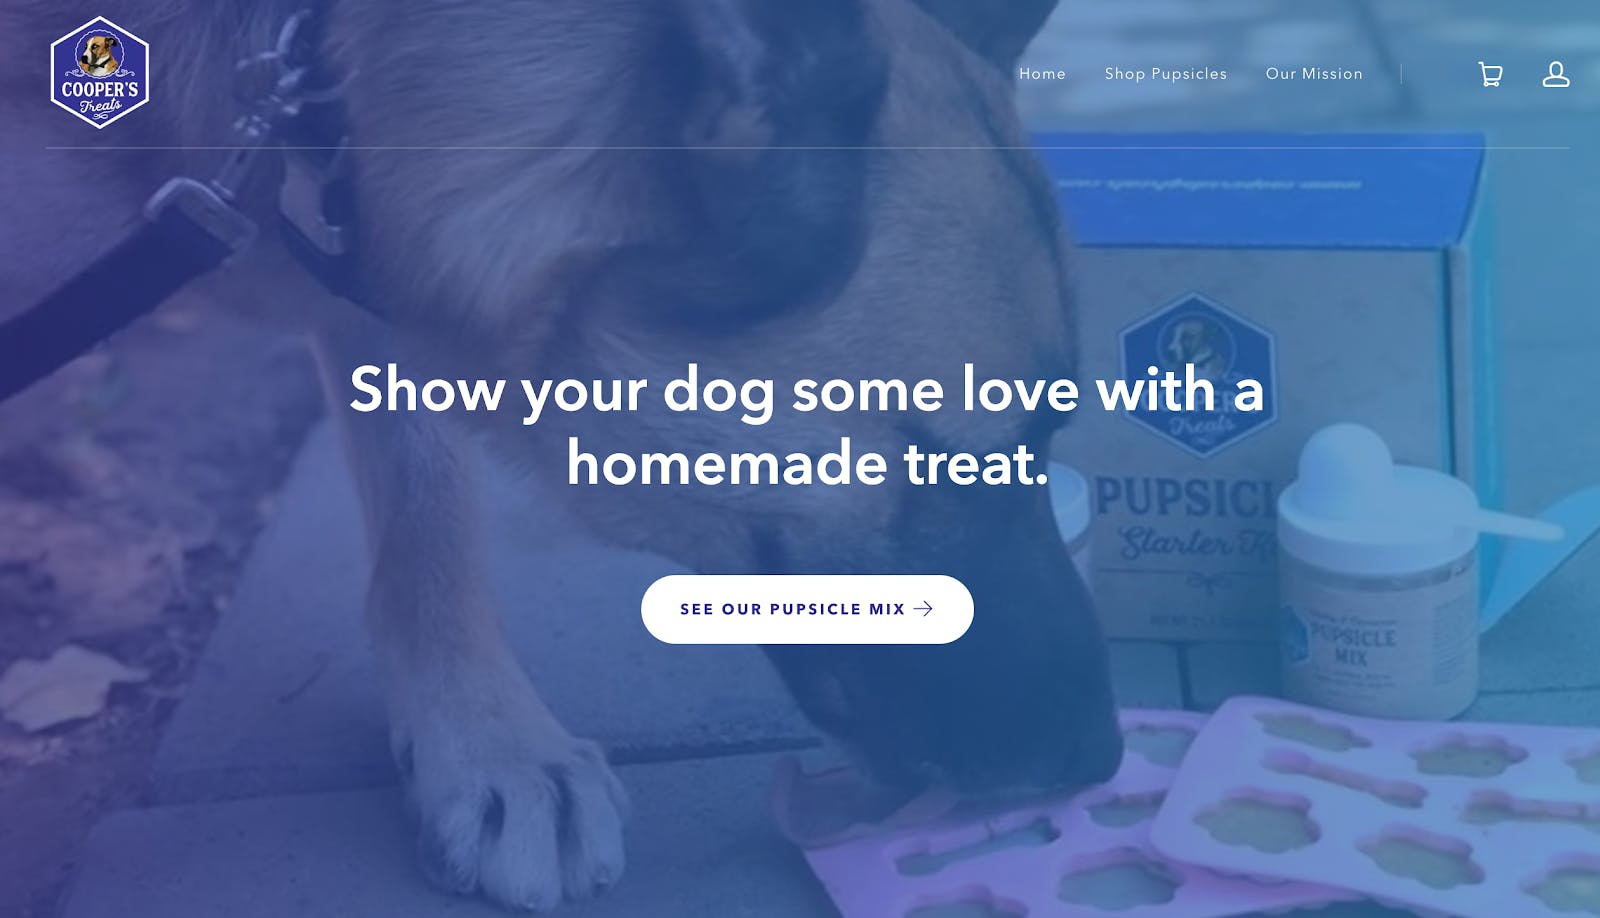 COOPER'S
Treats
Home
Shop Pupsicles
Our Mission
Show your dog some love with a
homemade treat.
SEE OUR PUPSICLE MIX
Treats
PUPSICL
Starter
PUPSICLE
MIX